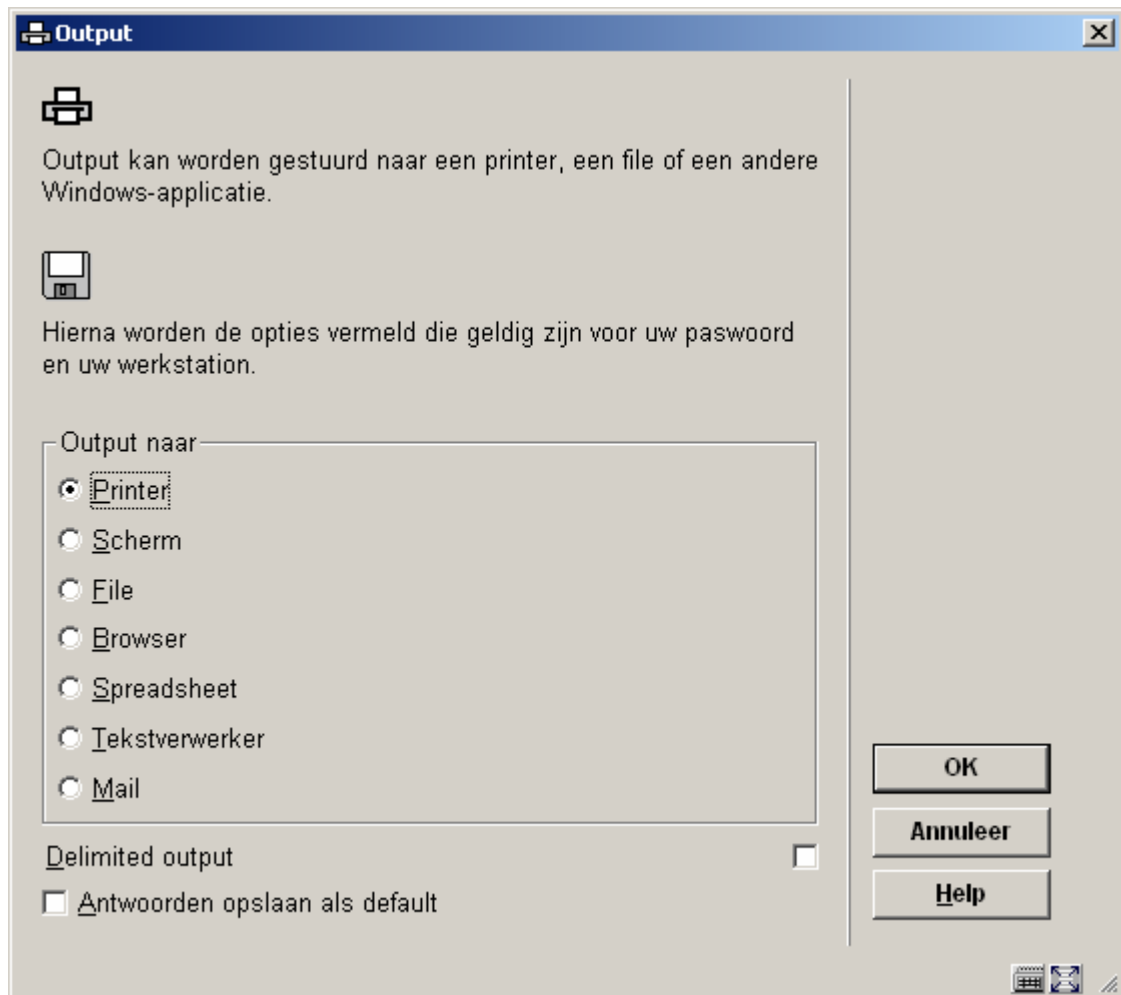 Output
Output kan worden gestuurd naar een printer, een file of een andere
Windows-applicatie.
Hierna worden de opties vermeld die geldig zijn voor uw paswoord
en uw werkstation.
Output naar
Printer
Scherm
File
Browser
Spreadsheet
Tekstverwerker
Mail
Delimited output
Antwoorden opslaan als default
OK
Annuleer
Help